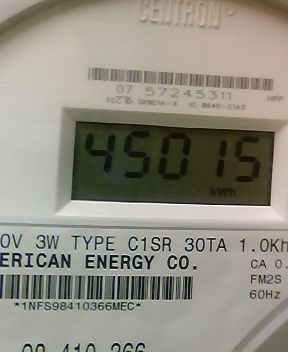 CENTRON®
07 57245311
45015
kWh
0V 3W TYPE C1SR 30TA 1.0Kh
ERICAN ENERGY CO.
CA 0.
FM2S
60Hz
*1NFS98410366MEC*